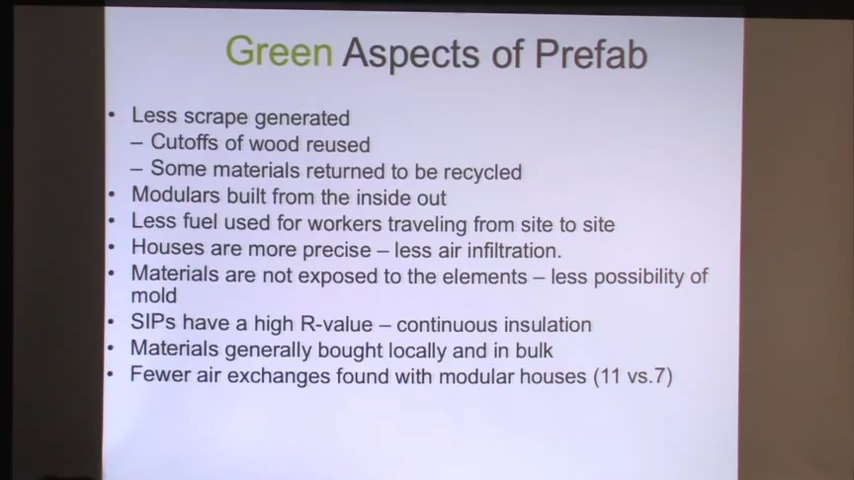 Green Aspects of Prefab
• Less scrape generated
– Cutoffs of wood reused
– Some materials returned to be recycled
• Modulars built from the inside out
• Less fuel used for workers traveling from site to site
• Houses are more precise – less air infiltration.
• Materials are not exposed to the elements – less possibility of
mold
• SIPs have a high R-value – continuous insulation
• Materials generally bought locally and in bulk
• Fewer air exchanges found with modular houses (11 vs.7)